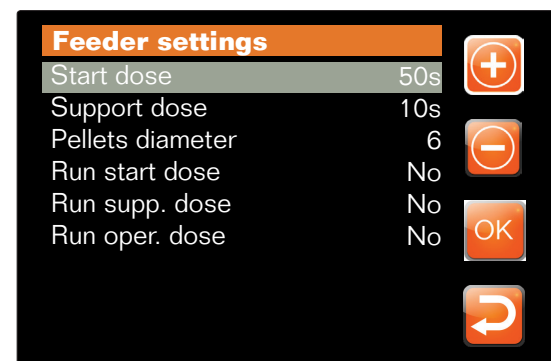 Feeder settings
Start dose 50s
Support dose 10s
Pellets diameter 6
Run start dose No
Run supp. dose No
Run oper. dose No
OK